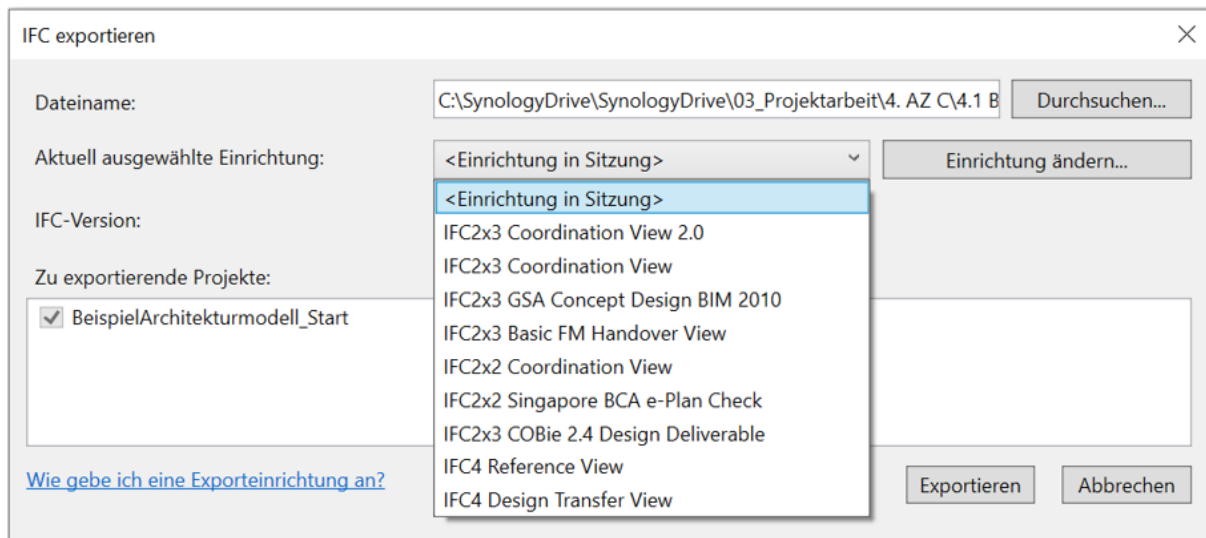 IFC exportieren
Dateiname:
C:\SynologyDrive\SynologyDrive\03_Projektarbeit\4. AZ C\4.1 B
Durchsuchen...
Aktuell ausgewählte Einrichtung:
<Einrichtung in Sitzung>
Einrichtung ändern...
<Einrichtung in Sitzung>
IFC2x3 Coordination View 2.0
IFC2x3 Coordination View
IFC2x3 GSA Concept Design BIM 2010
IFC2x3 Basic FM Handover View
IFC2x2 Coordination View
IFC2x2 Singapore BCA e-Plan Check
IFC2x3 COBie 2.4 Design Deliverable
IFC4 Reference View
IFC4 Design Transfer View
IFC-Version:
Zu exportierende Projekte:
BeispielArchitekturmodell_Start
Wie gebe ich eine Exporteinrichtung an?
Exportieren
Abbrechen